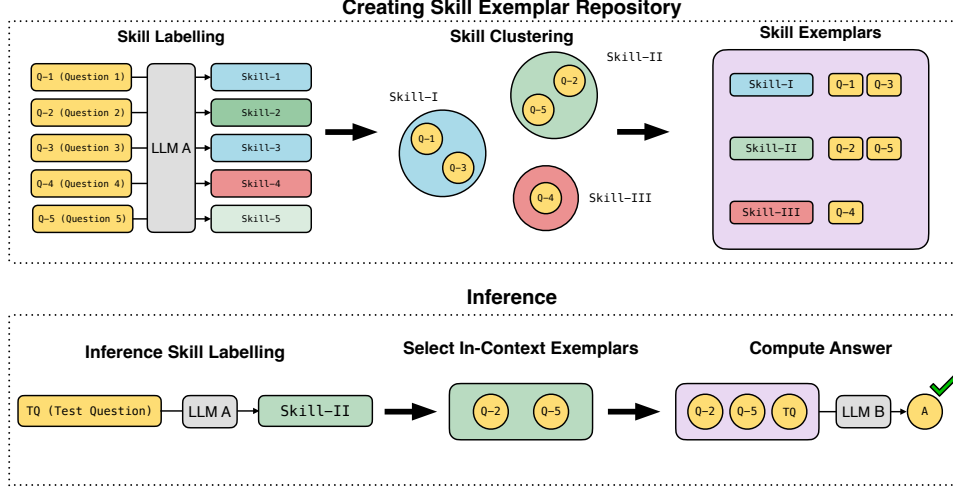 Creating Skill Exemplar Repository
Skill Labelling
Skill Clustering
Skill Exemplars
Q-1 (Question 1)
Q-2 (Question 2)
Q-3 (Question 3)
Q-4 (Question 4)
Q-5 (Question 5)
LLM A
Skill-1
Skill-2
Skill-3
Skill-4
Skill-5
Skill-I
Q-1
Q-3
Skill-II
Q-2
Q-5
Skill-III
Q-4
Skill-I Q-1 Q-3
Skill-II Q-2 Q-5
Skill-III Q-4
Inference
Inference Skill Labelling
Select In-Context Exemplars
Compute Answer
TQ (Test Question)
LLM A
Skill-II
Q-2 Q-5
Q-2 Q-5 TQ
LLM B
A